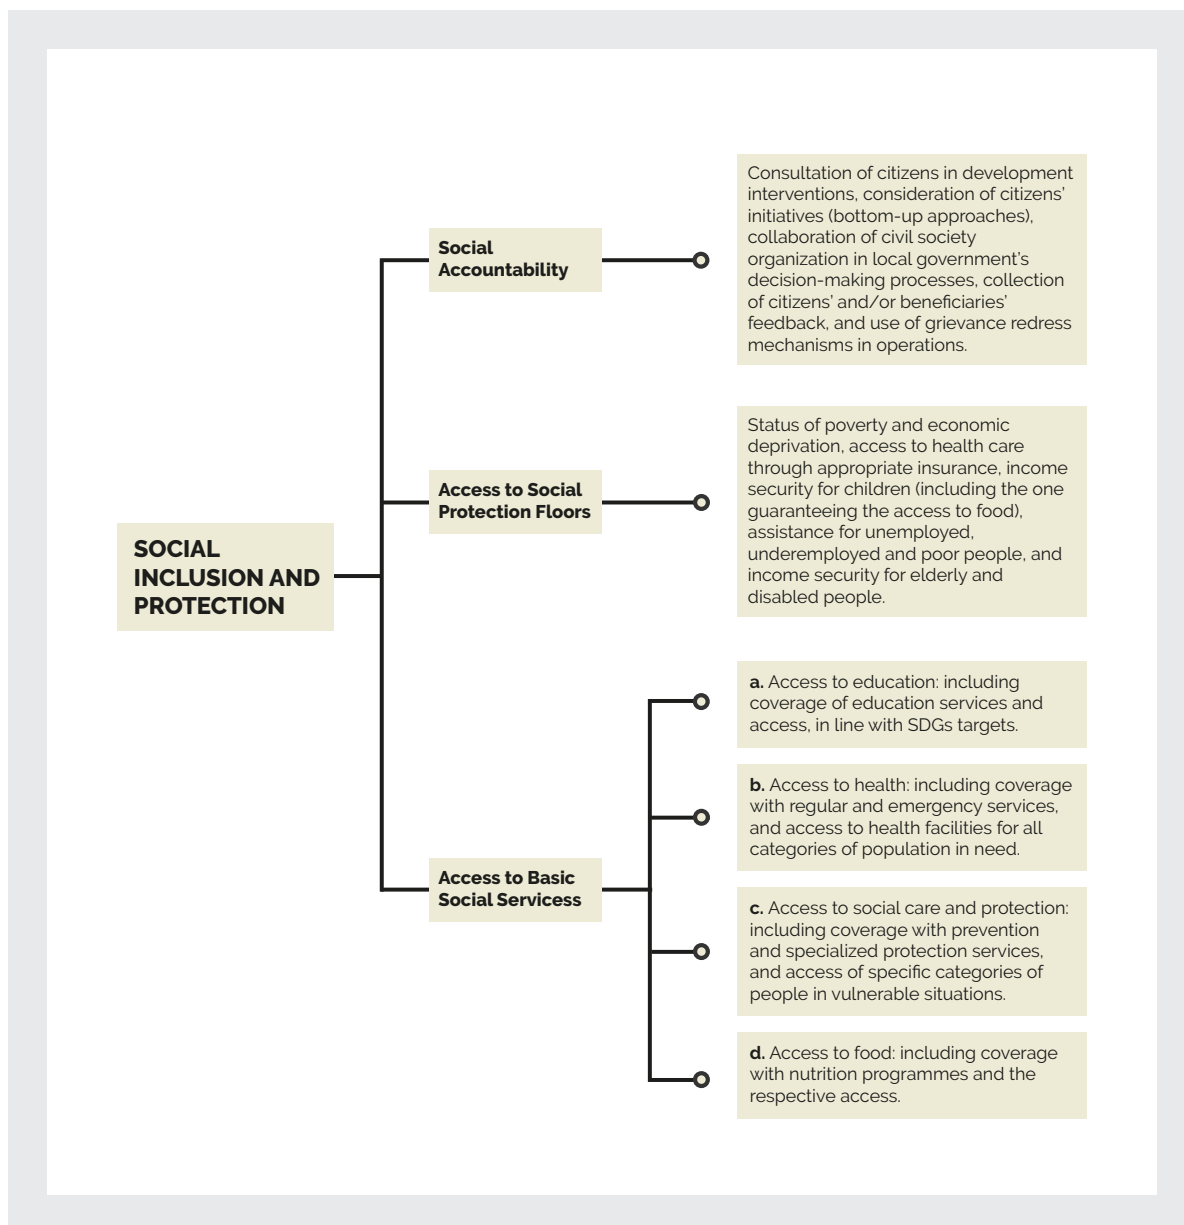 SOCIAL
INCLUSION AND
PROTECTION
Social
Accountability
Consultation of citizens in development
interventions, consideration of citizens'
initiatives (bottom-up approaches),
collaboration of civil society
organization in local government's
decision-making processes, collection
of citizens' and/or beneficiaries'
feedback, and use of grievance redress
mechanisms in operations.
Access to Social
Protection Floors
Status of poverty and economic
deprivation, access to health care
through appropriate insurance, income
security for children (including the one
guaranteeing the access to food),
assistance for unemployed,
underemployed and poor people, and
income security for elderly and
disabled people.
Access to Basic
Social Servicess
a. Access to education: including
coverage of education services and
access, in line with SDGs targets.
b. Access to health: including coverage
with regular and emergency services,
and access to health facilities for all
categories of population in need.
c. Access to social care and protection:
including coverage with prevention
and specialized protection services,
and access of specific categories of
people in vulnerable situations.
d. Access to food: including coverage
with nutrition programmes and the
respective access.